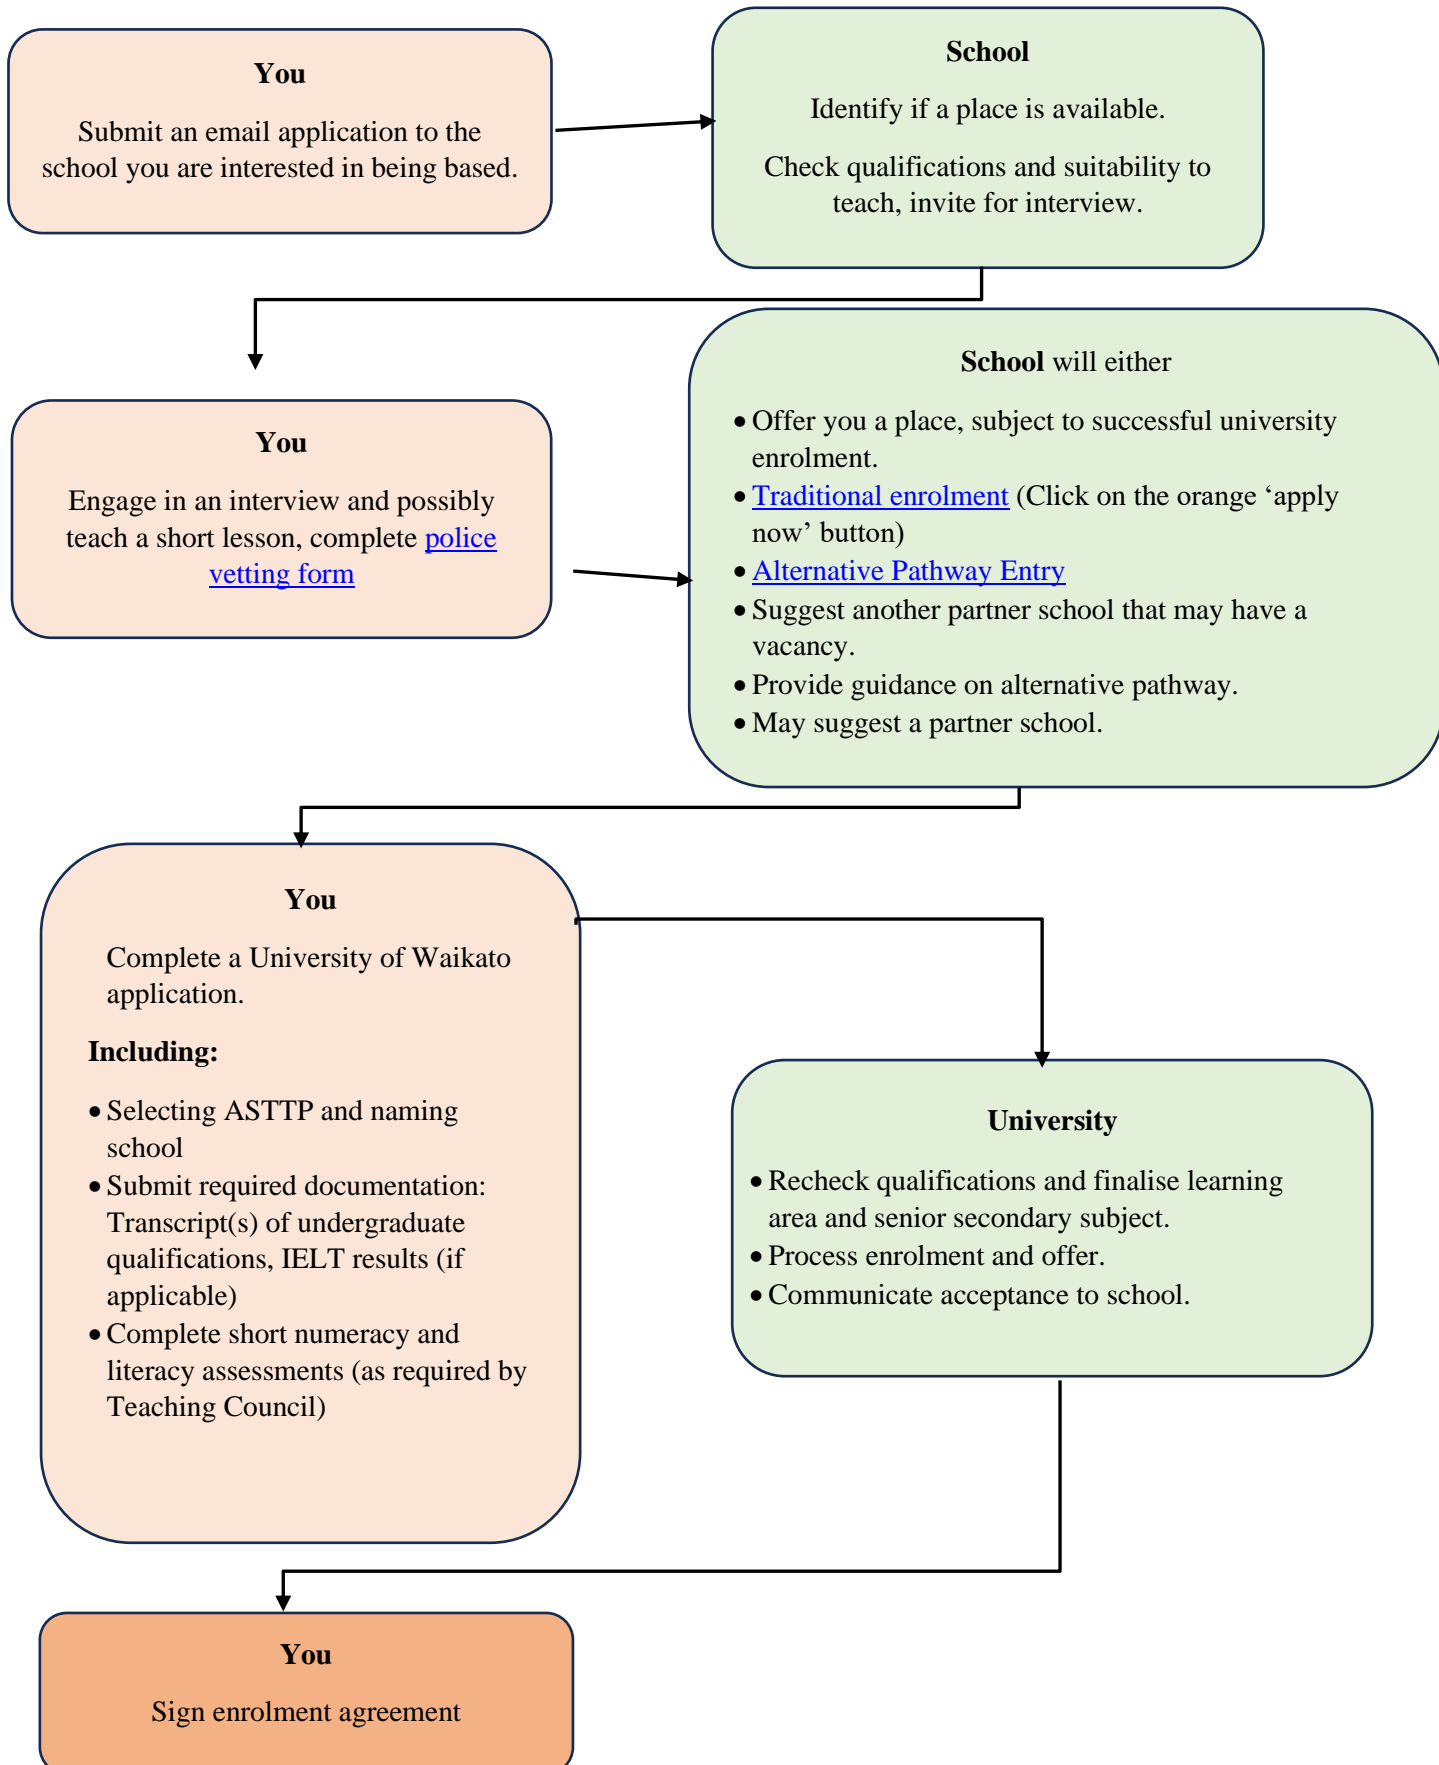 You
Submit an email application to the
school you are interested in being based.
School
Identify if a place is available.
Check qualifications and suitability to
teach, invite for interview.
You
Engage in an interview and possibly
teach a short lesson, complete police
vetting form
School will either
• Offer you a place, subject to successful university
enrolment.
• Traditional enrolment (Click on the orange ‘apply
now’ button)
• Alternative Pathway Entry
• Suggest another partner school that may have a
vacancy.
• Provide guidance on alternative pathway.
• May suggest a partner school.
You
Complete a University of Waikato
application.
Including:
• Selecting ASTTP and naming
school
• Submit required documentation:
Transcript(s) of undergraduate
qualifications, IELT results (if
applicable)
• Complete short numeracy and
literacy assessments (as required by
Teaching Council)
University
• Recheck qualifications and finalise learning
area and senior secondary subject.
• Process enrolment and offer.
• Communicate acceptance to school.
You
Sign enrolment agreement